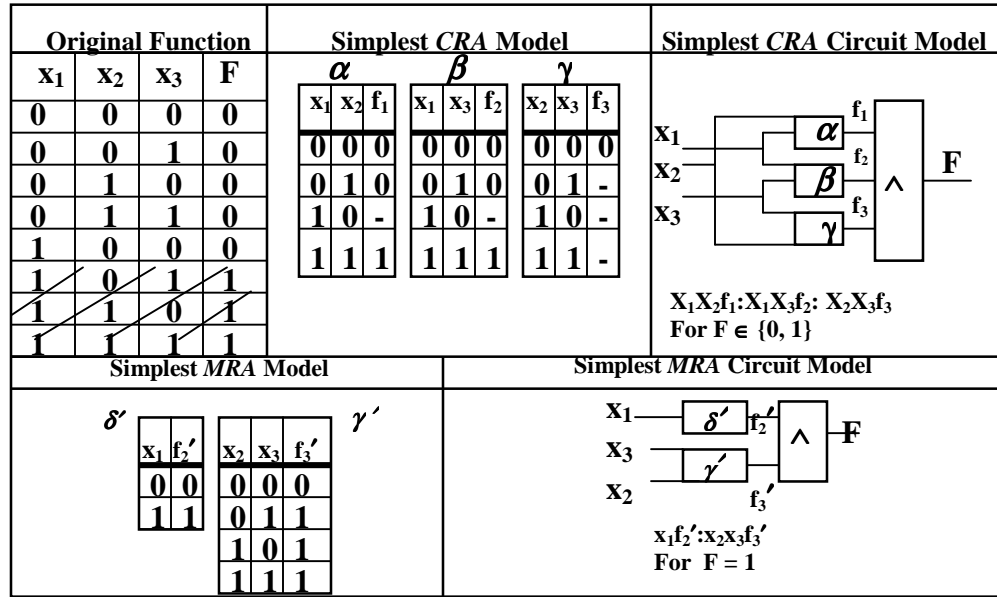 Original Function
x₁ x₂ x₃ F
0 0 0 0
0 0 1 0
0 1 0 0
0 1 1 0
1 0 0 0
1 0 1 1
1 1 0 1
1 1 1 1
Simplest CRA Model
α β γ
x₁ x₂ f₁ x₁ x₃ f₂ x₂ x₃ f₃
0 0 0 0 0 0 0 0 0
0 1 0 0 1 0 0 1 -
1 0 - 1 0 - 1 0 -
1 1 1 1 1 1 1 1 -
Simplest CRA Circuit Model
x₁
x₂
x₃
α
β
γ
f₁
f₂
f₃
∧
F
X₁X₂f₁:X₁X₃f₂: X₂X₃f₃
For F ∈ {0, 1}
Simplest MRA Model
δ′ γ′
x₁ f₂′
0 0
1 1
x₂ x₃ f₃′
0 0 0
0 1 1
1 0 1
1 1 1
Simplest MRA Circuit Model
x₁
x₃
x₂
δ′
γ′
f₂′
f₃′
∧
F
x₁f₂′:x₂x₃f₃′
For F = 1